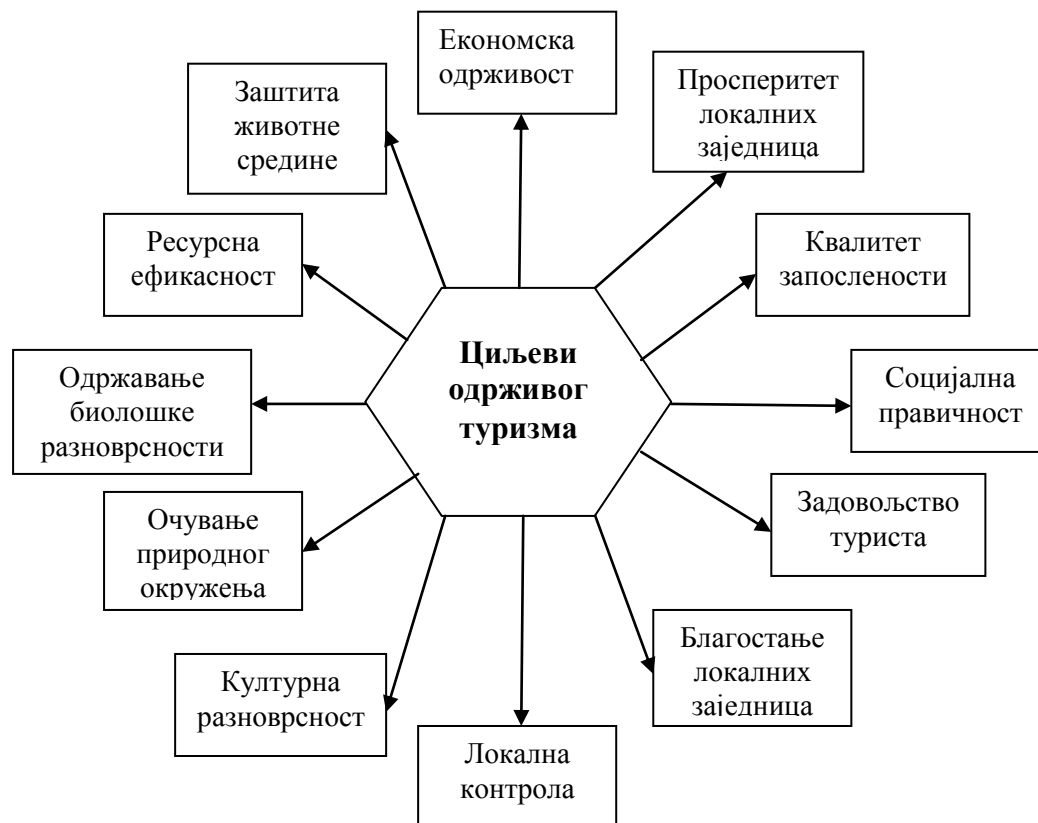 Економска
одрживост
Просперитет
локалних
заједница
Квалитет
запослености
Социјална
правичност
Задовољство
туриста
Благостање
локалних
заједница
Локална
контрола
Културна
разноврсност
Очување
природног
окружења
Одржавање
биолошке
разноврсности
Ресурсна
ефикасност
Заштита
животне
средине
Циљеви
одрживог
туризма